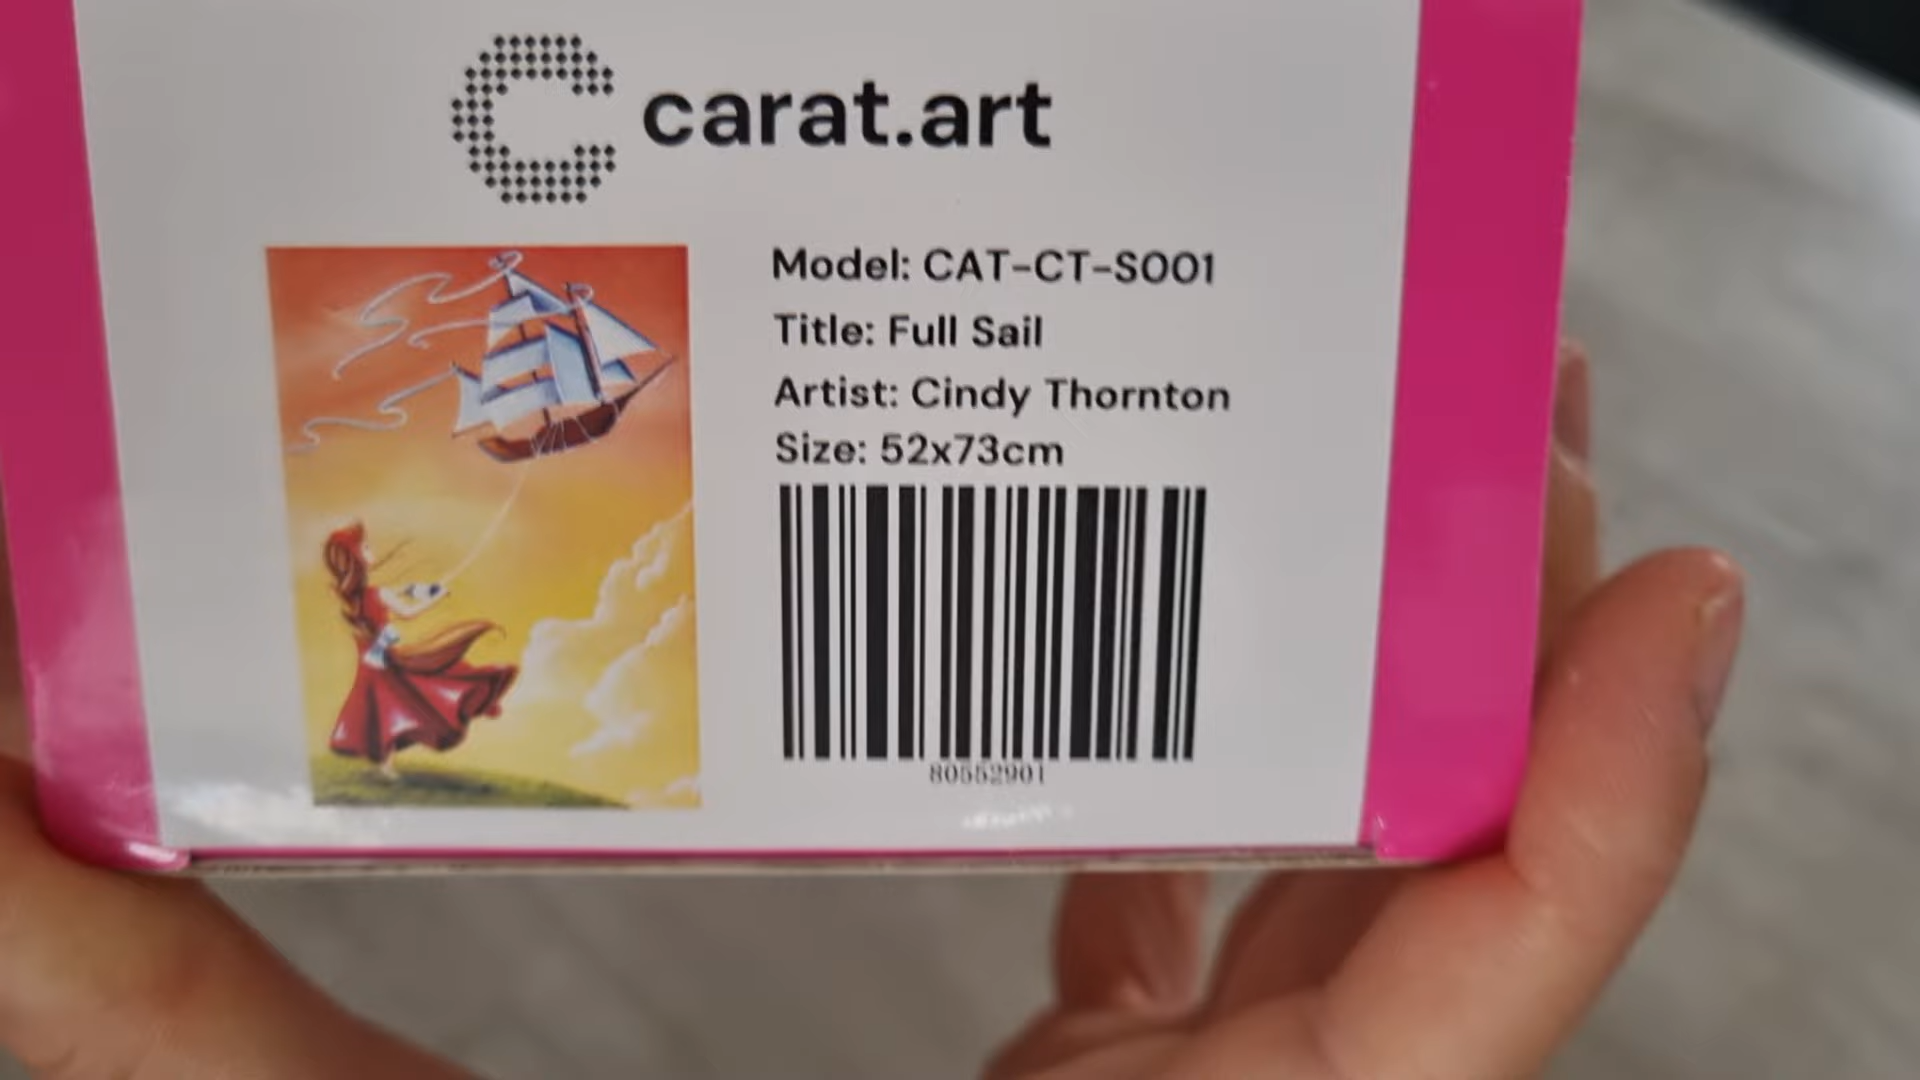 carat.art
Model: CAT-CT-S001
Title: Full Sail
Artist: Cindy Thornton
Size: 52x73cm
80552901